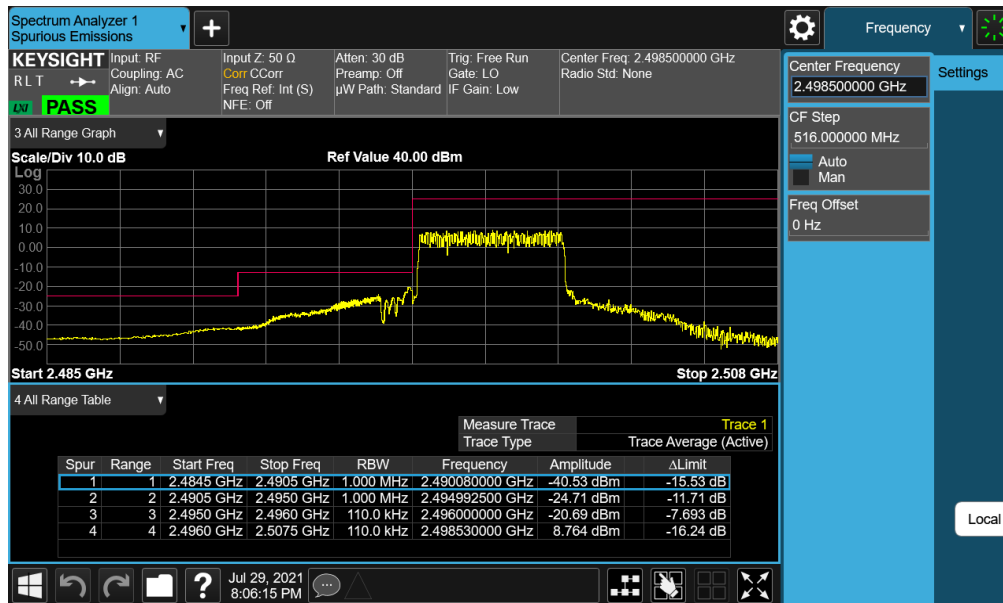 Spectrum Analyzer 1
Spurious Emissions
+
Frequency
KEYSIGHT
RLT
LXI PASS
Input: RF
Coupling: AC
Align: Auto
Input Z: 50 Ω
Corr CCorr
Freq Ref: Int (S)
NFE: Off
Atten: 30 dB
Preamp: Off
µW Path: Standard
Trig: Free Run
Gate: LO
IF Gain: Low
Center Freq: 2.498500000 GHz
Radio Std: None
Center Frequency
2.498500000 GHz
Settings
CF Step
516.000000 MHz
Auto
Man
Freq Offset
0 Hz
3 All Range Graph
Scale/Div 10.0 dB Ref Value 40.00 dBm
Log
30.0
20.0
10.0
0.00
-10.0
-20.0
-30.0
-40.0
-50.0
Start 2.485 GHz Stop 2.508 GHz
4 All Range Table
Measure Trace Trace 1
Trace Type Trace Average (Active)
Spur Range Start Freq Stop Freq RBW Frequency Amplitude ΔLimit
1 1 2.4845 GHz 2.4905 GHz 1.000 MHz 2.490080000 GHz -40.53 dBm -15.53 dB
2 2 2.4905 GHz 2.4950 GHz 1.000 MHz 2.494992500 GHz -24.71 dBm -11.71 dB
3 3 2.4950 GHz 2.4960 GHz 110.0 kHz 2.496000000 GHz -20.69 dBm -7.693 dB
4 4 2.4960 GHz 2.5075 GHz 110.0 kHz 2.498530000 GHz 8.764 dBm -16.24 dB
Local
?
Jul 29, 2021
8:06:15 PM